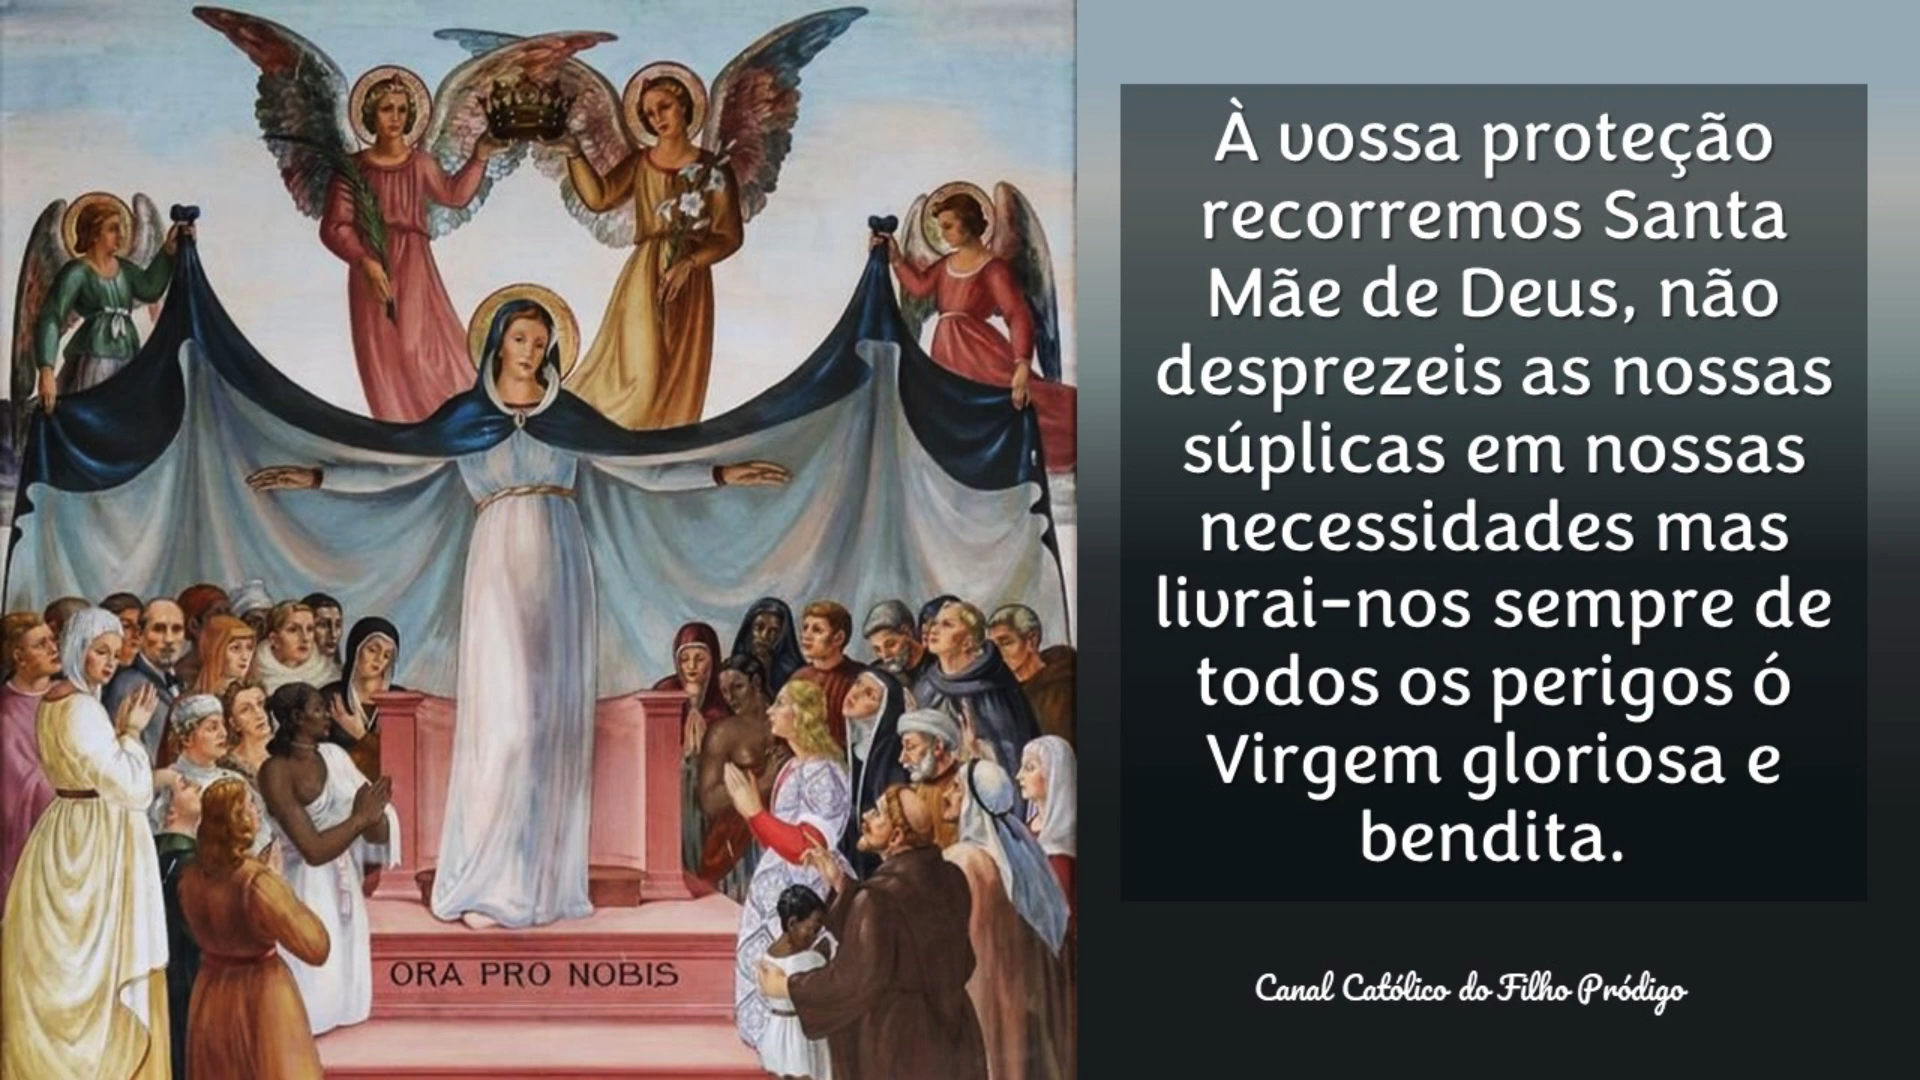 À vossa proteção
recorremos Santa
Mãe de Deus, não
desprezeis as nossas
súplicas em nossas
necessidades mas
livrai-nos sempre de
todos os perigos ó
Virgem gloriosa e
bendita.
Canal Católico do Filho Pródigo
ORA PRO NOBIS